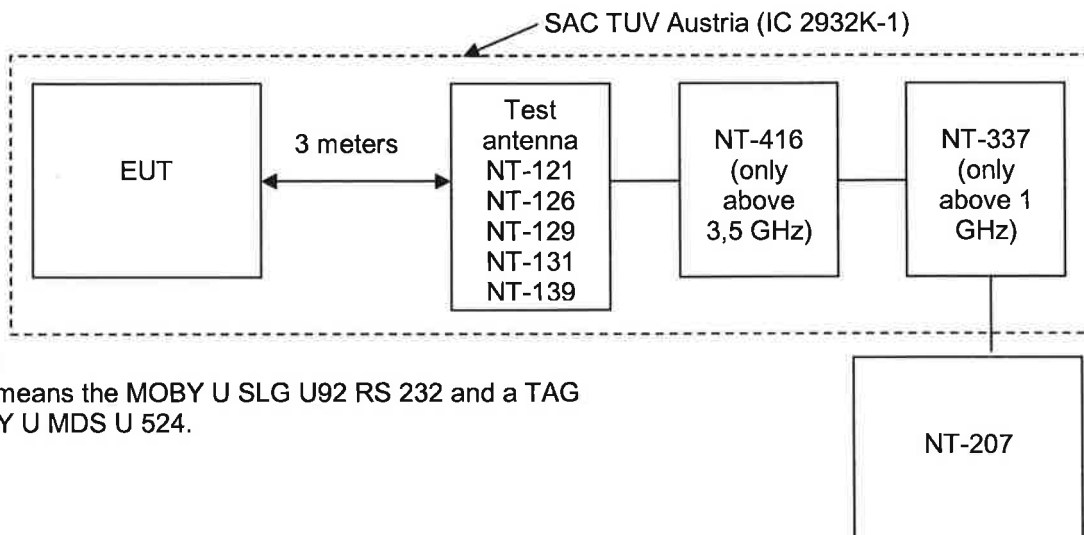 SAC TUV Austria (IC 2932K-1)
EUT
3 meters
Test
antenna
NT-121
NT-126
NT-129
NT-131
NT-139
NT-416
(only
above
3,5 GHz)
NT-337
(only
above 1
GHz)
means the MOBY U SLG U92 RS 232 and a TAG
Y U MDS U 524.
NT-207